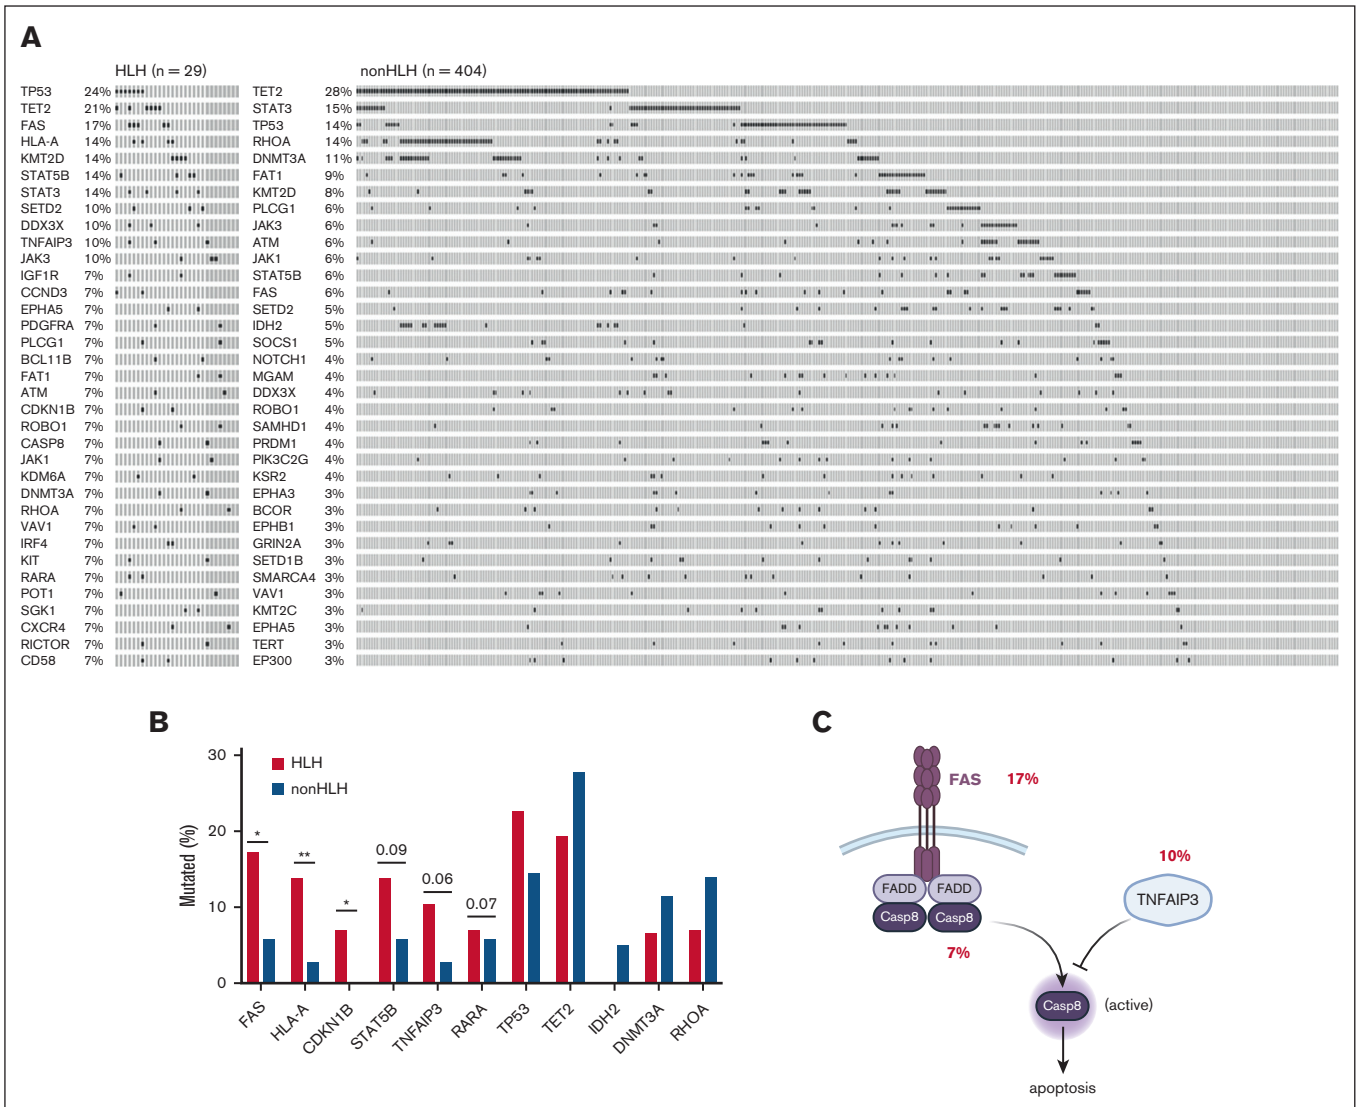 A
HLH (n = 29)
nonHLH (n = 404)
TP53 24% TET2 28%
TET2 21% STAT3 15%
FAS 17% TP53 14%
HLA-A 14% RHOA 14%
KMT2D 14% DNMT3A 11%
STAT5B 14% FAT1 9%
STAT3 14% KMT2D 8%
SETD2 10% PLCG1 6%
DDX3X 10% JAK3 6%
TNFAIP3 10% ATM 6%
JAK3 10% JAK1 6%
IGF1R 7% STAT5B 6%
CCND3 7% FAS 6%
EPHA5 7% SETD2 5%
PDGFRA 7% IDH2 5%
PLCG1 7% SOCS1 5%
BCL11B 7% NOTCH1 4%
FAT1 7% MGAM 4%
ATM 7% DDX3X 4%
CDKN1B 7% ROBO1 4%
ROBO1 7% SAMHD1 4%
CASP8 7% PRDM1 4%
JAK1 7% PIK3C2G 4%
KDM6A 7% KSR2 4%
DNMT3A 7% EPHA3 3%
RHOA 7% BCOR 3%
VAV1 7% EPHB1 3%
IRF4 7% GRIN2A 3%
KIT 7% SETD1B 3%
RARA 7% SMARCA4 3%
POT1 7% VAV1 3%
SGK1 7% KMT2C 3%
CXCR4 7% EPHA5 3%
RICTOR 7% TERT 3%
CD58 7% EP300 3%
B
Mutated (%)
30
20
10
0
HLH
nonHLH
*
**
*
0.09
0.06
0.07
FAS
HLA-A
CDKN1B
STAT5B
TNFAIP3
RARA
TP53
TET2
IDH2
DNMT3A
RHOA
C
FAS 17%
FADD FADD
Casp8 Casp8
7%
10%
TNFAIP3
Casp8 (active)
apoptosis